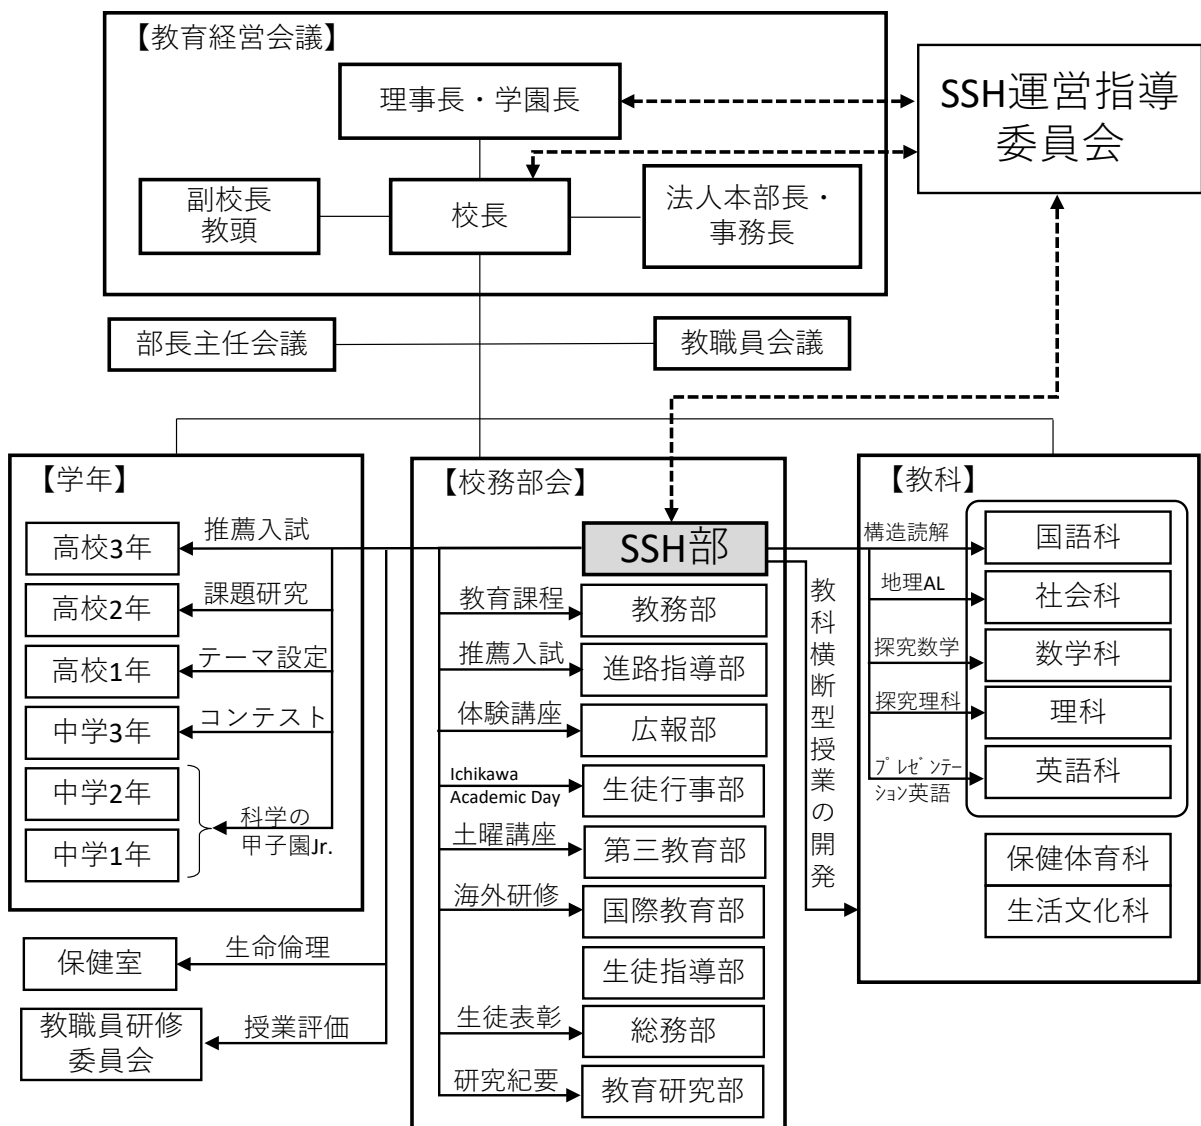 【教育経営会議】
理事長・学園長
SSH運営指導
委員会
副校長
教頭
校長
法人本部長・
事務長
部長主任会議
教職員会議
【学年】
高校3年
推薦入試
高校2年
課題研究
高校1年
テーマ設定
中学3年
コンテスト
中学2年
中学1年
科学の
甲子園Jr.
保健室
生命倫理
教職員研修
委員会
授業評価
【校務部会】
SSH部
教育課程
教務部
推薦入試
進路指導部
体験講座
広報部
Ichikawa
Academic Day
生徒行事部
土曜講座
第三教育部
海外研修
国際教育部
生徒指導部
生徒表彰
総務部
研究紀要
教育研究部
教科横断型授業の開発
【教科】
構造読解
国語科
地理AL
社会科
探究数学
数学科
探究理科
理科
プレゼンテー
ション英語
英語科
保健体育科
生活文化科